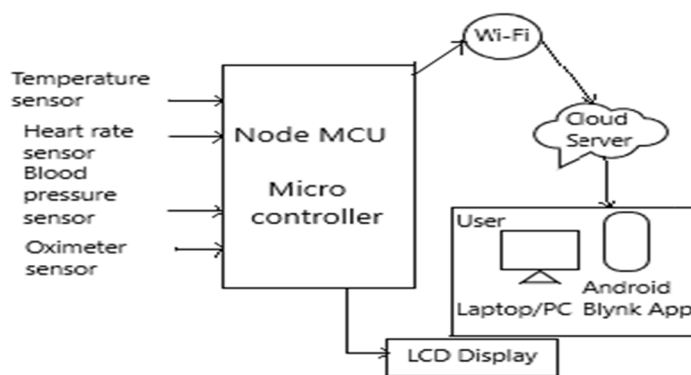 Wi-Fi
Temperature
sensor
Heart rate
sensor
Blood
pressure
sensor
Oximeter
sensor
Node MCU
Micro
controller
Cloud
Server
User
Laptop/PC
Android
Blynk App
LCD Display